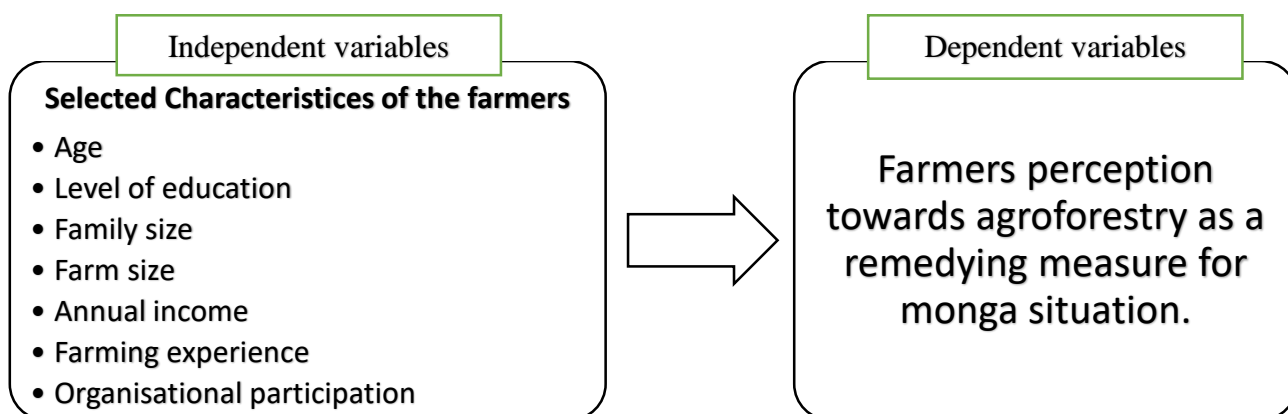 Independent variables
Selected Characteristices of the farmers
• Age
• Level of education
• Family size
• Farm size
• Annual income
• Farming experience
• Organisational participation
Dependent variables
Farmers perception
towards agroforestry as a
remedying measure for
monga situation.